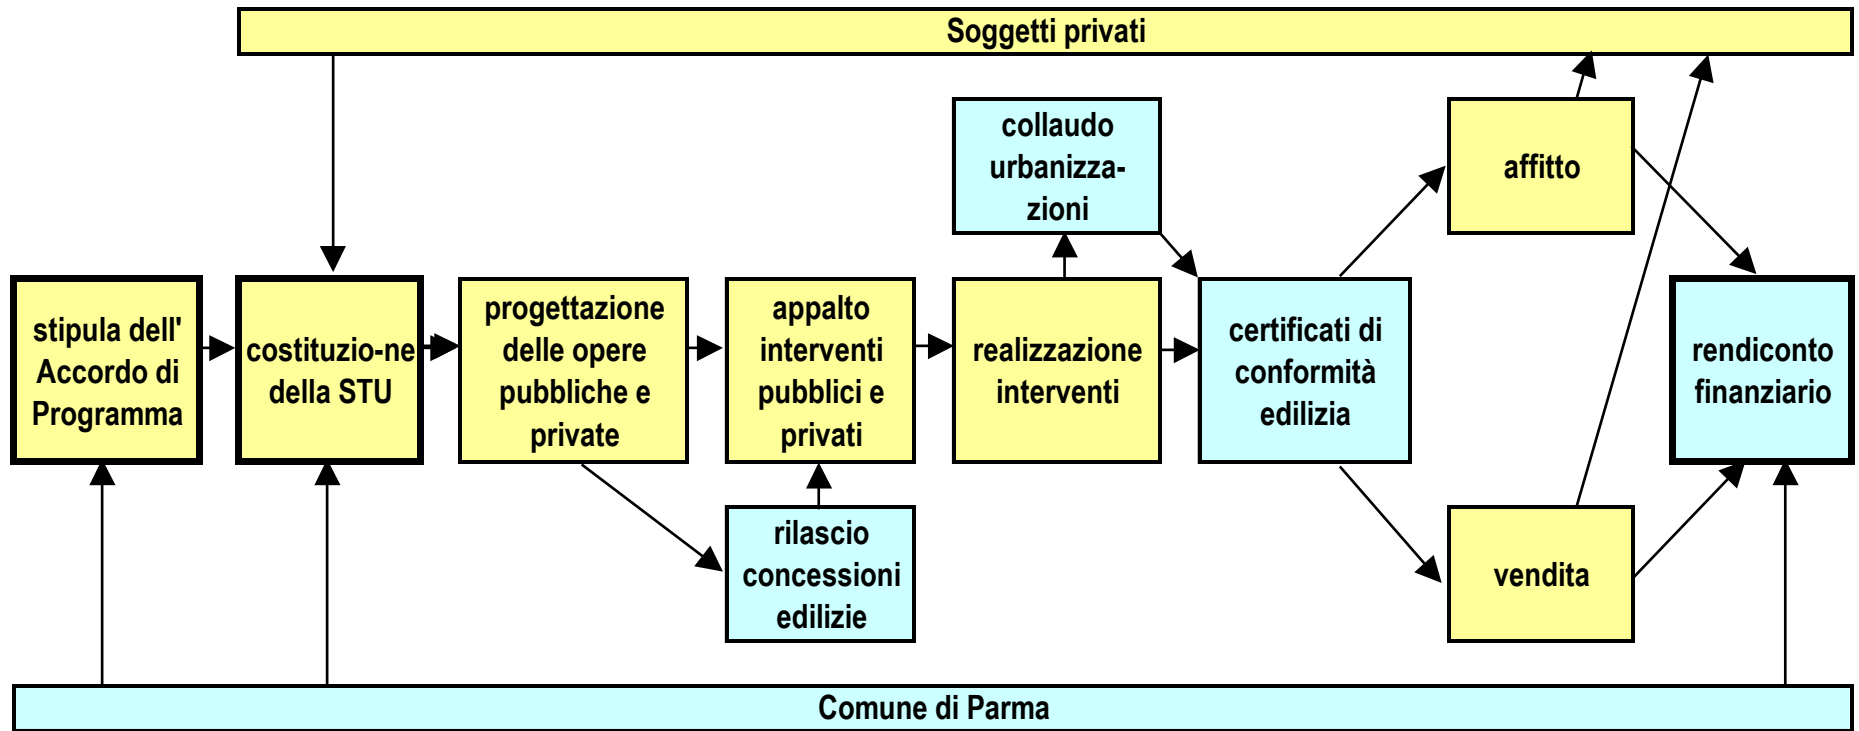 Soggetti privati
collaudo
urbanizza-
zioni
affitto
stipula dell'
Accordo di
Programma
costituzio-ne
della STU
progettazione
delle opere
pubbliche e
private
appalto
interventi
pubblici e
privati
realizzazione
interventi
certificati di
conformità
edilizia
rendiconto
finanziario
rilascio
concessioni
edilizie
vendita
Comune di Parma